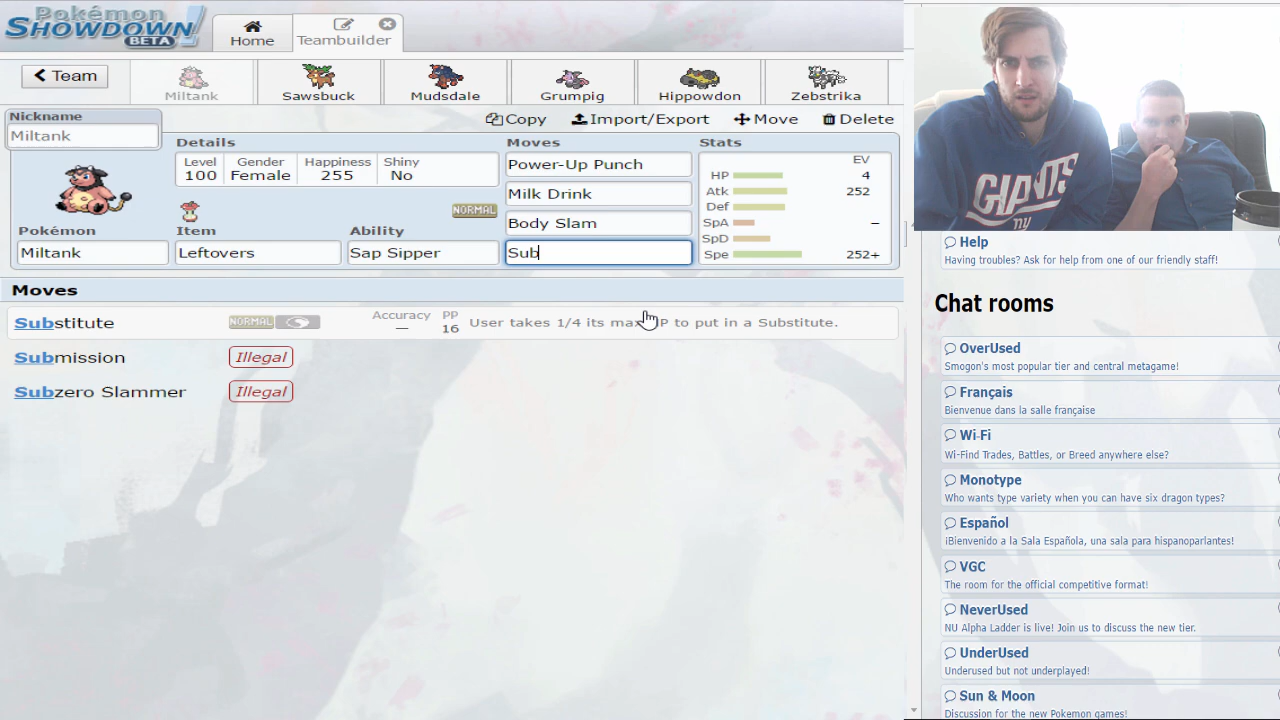 Pokémon
SHOWDOWN!
BETA
Home
Teambuilder
Team
Miltank
Sawsbuck
Mudsdale
Grumpig
Hippowdon
Zebstrika
Copy
Import/Export
Move
Delete
Nickname
Miltank
Details
Level
100
Gender
Female
Happiness
255
Shiny
No
NORMAL
Pokémon
Miltank
Item
Leftovers
Ability
Sap Sipper
Moves
Power-Up Punch
Milk Drink
Body Slam
Sub
Stats
EV
HP 4
Atk 252
Def
SpA –
SpD
Spe 252+
Moves
Substitute NORMAL Accuracy — PP 16 User takes 1/4 its max HP to put in a Substitute.
Submission Illegal
Subzero Slammer Illegal
GIANTS
ny
Help
Having troubles? Ask for help from one of our friendly staff!
Chat rooms
OverUsed
Smogon's most popular tier and central metagame!
Français
Bienvenue dans la salle française
Wi-Fi
Wi-Find Trades, Battles, or Breed anywhere else?
Monotype
Who wants type variety when you can have six dragon types?
Español
¡Bienvenido a la Sala Española, una sala para hispanoparlantes!
VGC
The room for the official competitive format!
NeverUsed
NU Alpha Ladder is live! Join us to discuss the new tier.
UnderUsed
Underused but not underplayed!
Sun & Moon
Discussion for the new Pokemon games!